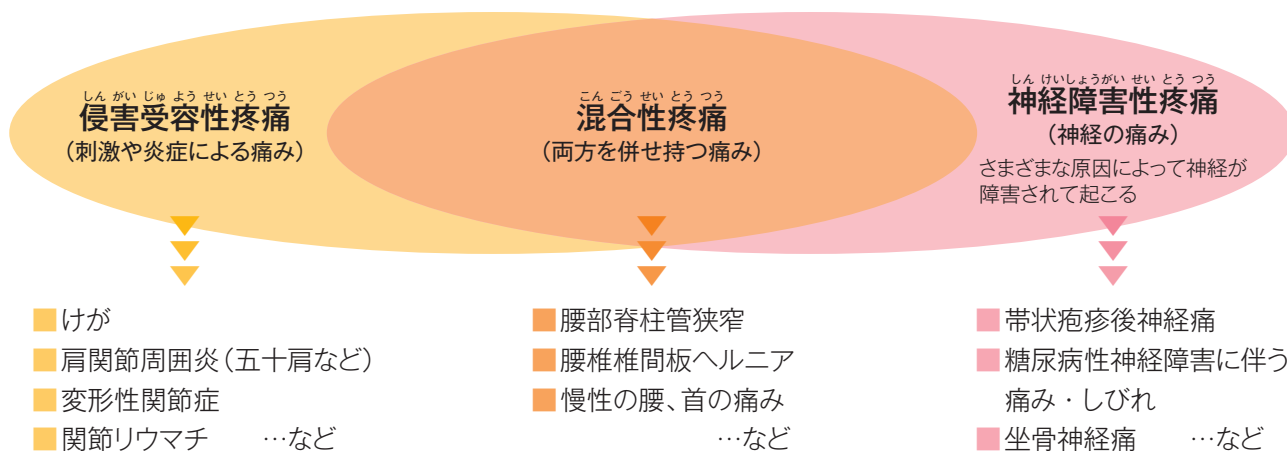 しんがいじゅようせいとうつう
侵害受容性疼痛
（刺激や炎症による痛み）
こんごうせいとうつう
混合性疼痛
（両方を併せ持つ痛み）
しんけいしょうがいせいとうつう
神経障害性疼痛
（神経の痛み）
さまざまな原因によって神経が
障害されて起こる
けが
肩関節周囲炎（五十肩など）
変形性関節症
関節リウマチ　…など
腰部脊柱管狭窄
腰椎椎間板ヘルニア
慢性の腰、首の痛み
…など
帯状疱疹後神経痛
糖尿病性神経障害に伴う
痛み・しびれ
坐骨神経痛　…など